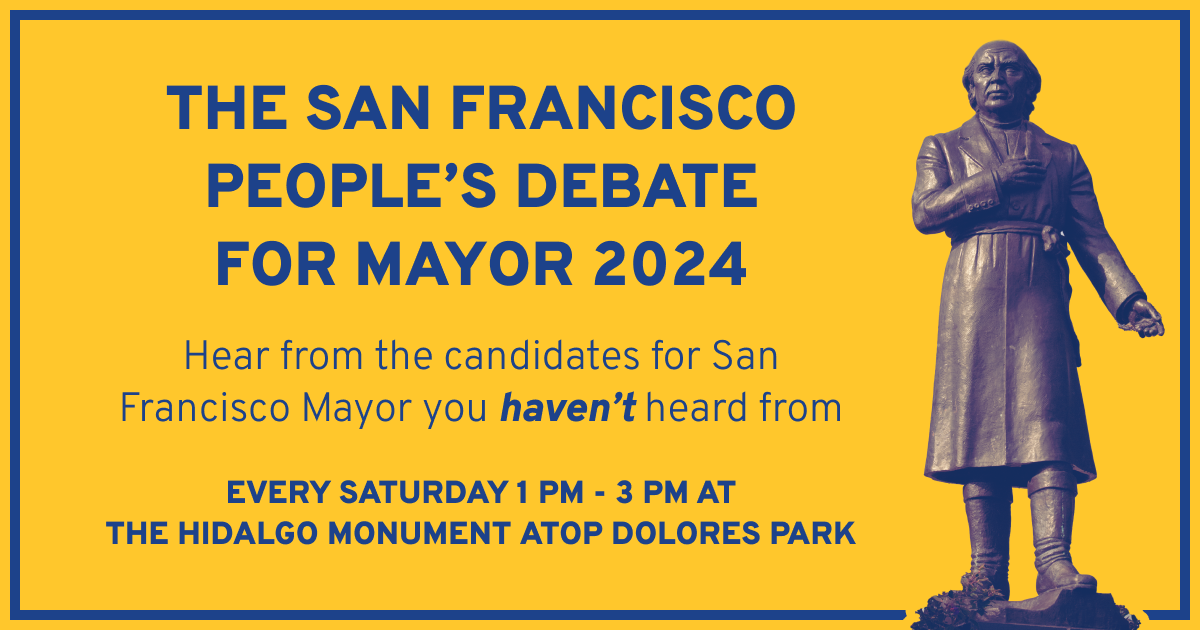 THE SAN FRANCISCO
PEOPLE’S DEBATE
FOR MAYOR 2024
Hear from the candidates for San
Francisco Mayor you haven’t heard from
EVERY SATURDAY 1 PM - 3 PM AT
THE HIDALGO MONUMENT ATOP DOLORES PARK